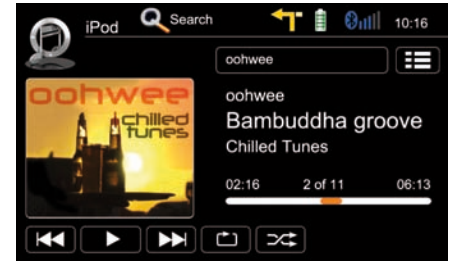 iPod Search 10:16
oohwee
oohwee
chilled
tunes
oohwee
Bambuddha groove
Chilled Tunes
02:16 2 of 11 06:13